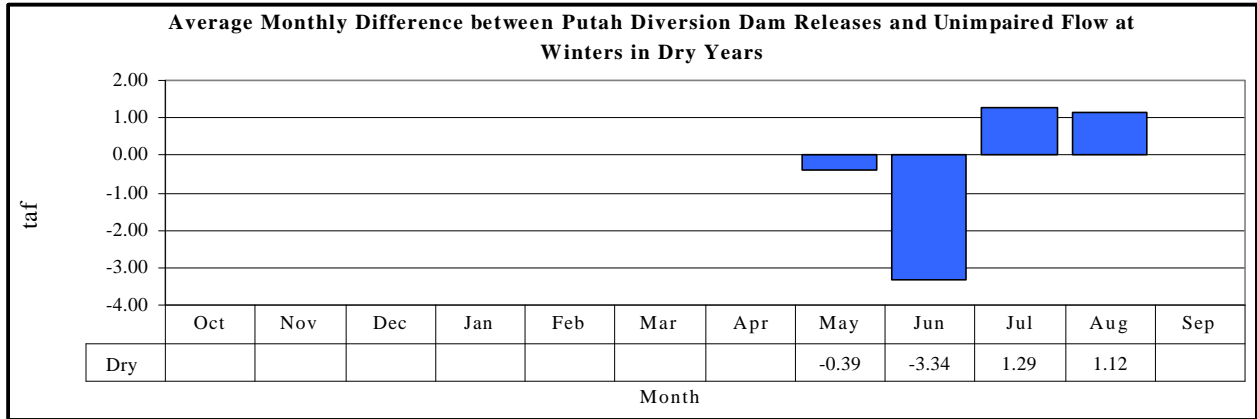 Average Monthly Difference between Putah Diversion Dam Releases and Unimpaired Flow at
Winters in Dry Years
2.00
1.00
0.00
-1.00
-2.00
-3.00
-4.00
taf
Oct Nov Dec Jan Feb Mar Apr May Jun Jul Aug Sep
Dry -0.39 -3.34 1.29 1.12
Month